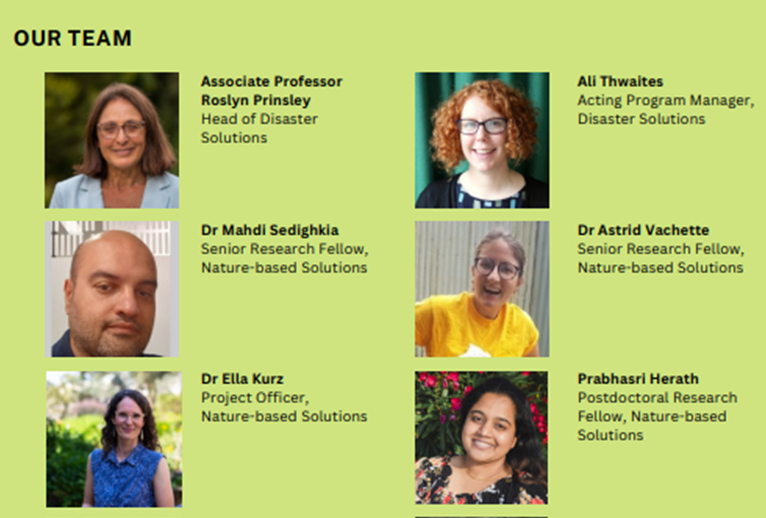 OUR TEAM
Associate Professor
Roslyn Prinsley
Head of Disaster
Solutions
Ali Thwaites
Acting Program Manager,
Disaster Solutions
Dr Mahdi Sedighkia
Senior Research Fellow,
Nature-based Solutions
Dr Astrid Vachette
Senior Research Fellow,
Nature-based Solutions
Dr Ella Kurz
Project Officer,
Nature-based Solutions
Prabhasri Herath
Postdoctoral Research
Fellow, Nature-based
Solutions